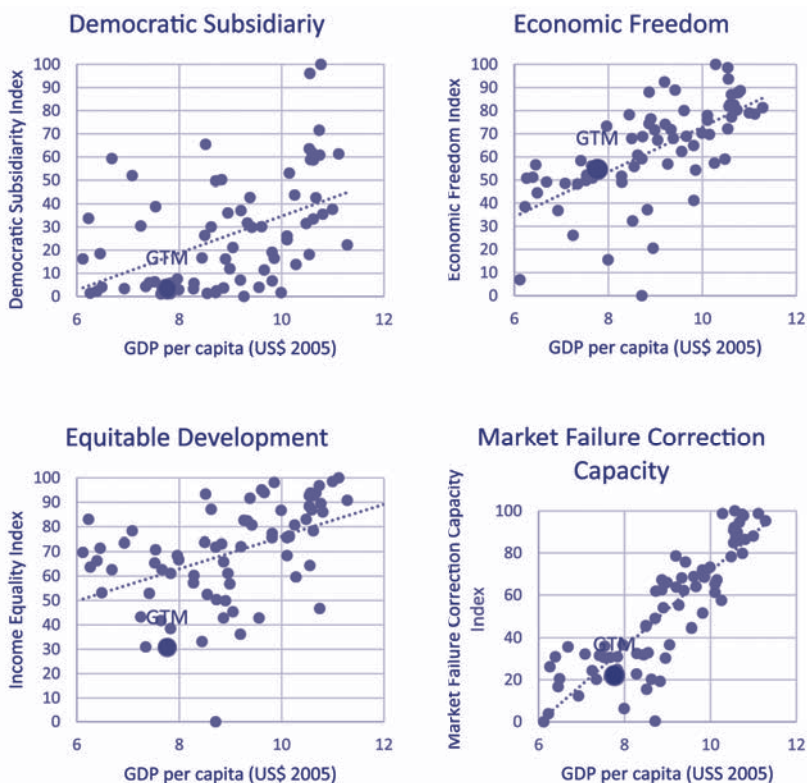 Democratic Subsidiariy
Democratic Subsidiarity Index
100
90
80
70
60
50
40
30
20
10
0
GTM
6 8 10 12
GDP per capita (US$ 2005)
Economic Freedom
Economic Freedom Index
100
90
80
70
60
50
40
30
20
10
0
GTM
6 8 10 12
GDP per capita (US$ 2005)
Equitable Development
Income Equality Index
100
90
80
70
60
50
40
30
20
10
0
GTM
6 8 10 12
GDP per capita (US$ 2005)
Market Failure Correction
Capacity
Market Failure Correction Capacity
Index
100
80
60
40
20
0
GTM
6 8 10 12
GDP per capita (USS 2005)